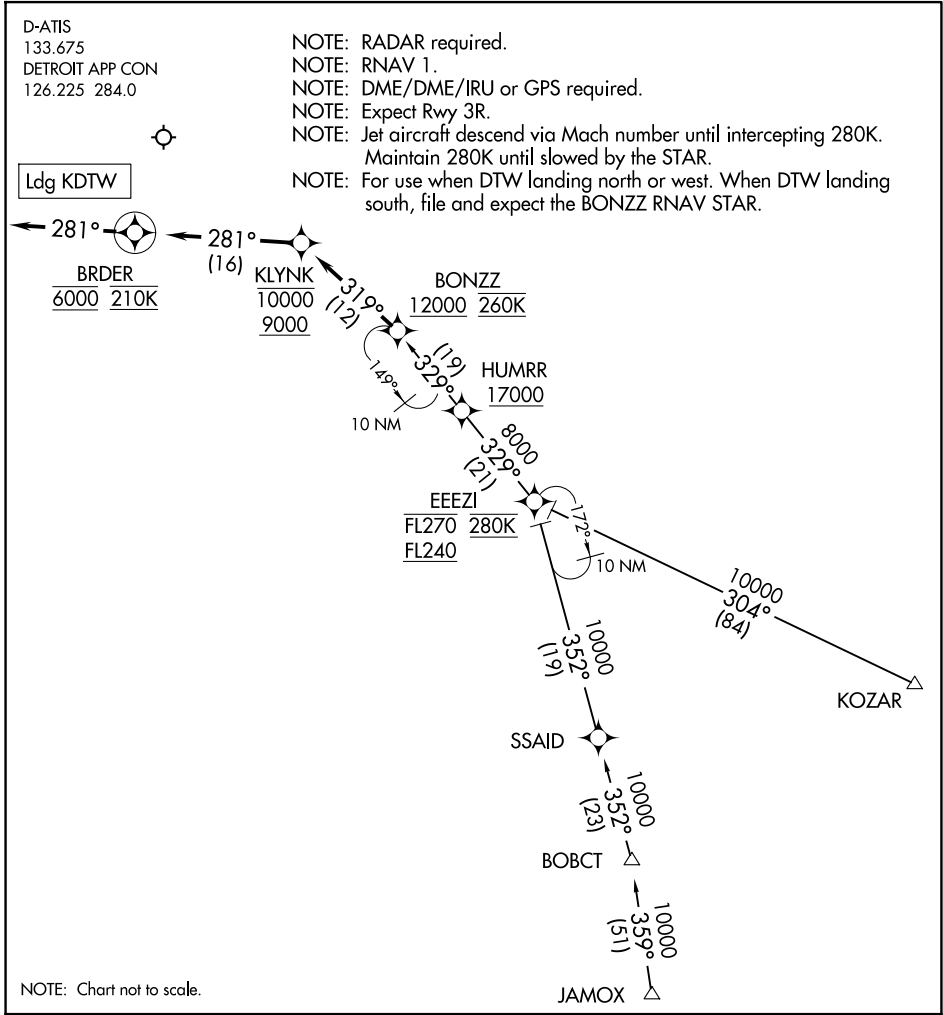 D-ATIS
133.675
DETROIT APP CON
126.225 284.0
NOTE: RADAR required.
NOTE: RNAV 1.
NOTE: DME/DME/IRU or GPS required.
NOTE: Expect Rwy 3R.
NOTE: Jet aircraft descend via Mach number until intercepting 280K.
Maintain 280K until slowed by the STAR.
NOTE: For use when DTW landing north or west. When DTW landing
south, file and expect the BONZZ RNAV STAR.
Ldg KDTW
281°
BRDER
6000 210K
281°
(16)
KLYNK
10000
9000
319°
(12)
BONZZ
12000 260K
149°
10 NM
(19)
329°
HUMRR
17000
8000
329°
(21)
EEEZI
FL270 280K
FL240
172°
10 NM
10000
304°
(84)
KOZAR
10000
352°
(19)
SSAID
10000
352°
(23)
BOBCT
10000
359°
(51)
JAMOX
NOTE: Chart not to scale.